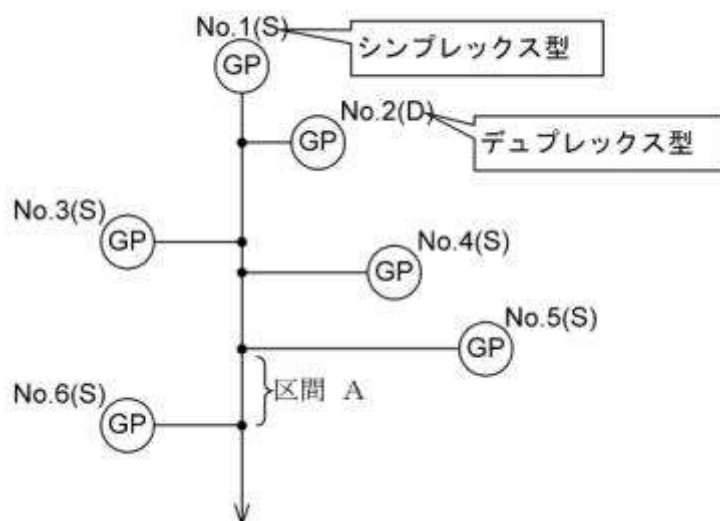 No.1(S)
シンプレックス型
GP
No.2(D)
デュプレックス型
GP
No.3(S)
GP
No.4(S)
GP
No.5(S)
GP
区間 A
No.6(S)
GP